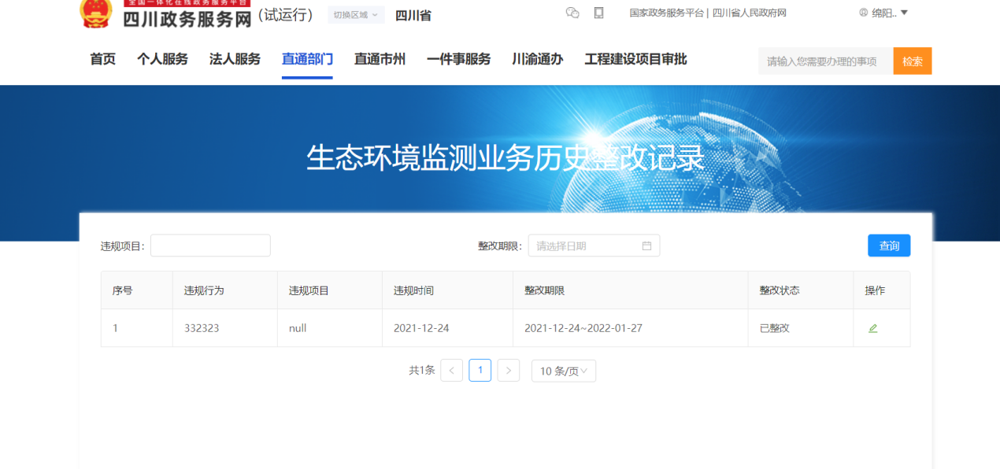 全国一体化在线政务服务平台
四川政务服务网（试运行） 切换区域 四川省 国家政务服务平台 | 四川省人民政府网 绵阳..
首页 个人服务 法人服务 直通部门 直通市州 一件事服务 川渝通办 工程建设项目审批 请输入您需要办理的事项 检索
生态环境监测业务历史整改记录
违规项目: 整改期限: 请选择日期 查询
序号 违规行为 违规项目 违规时间 整改期限 整改状态 操作
1 332323 null 2021-12-24 2021-12-24~2022-01-27 已整改
共1条 < 1 > 10 条/页